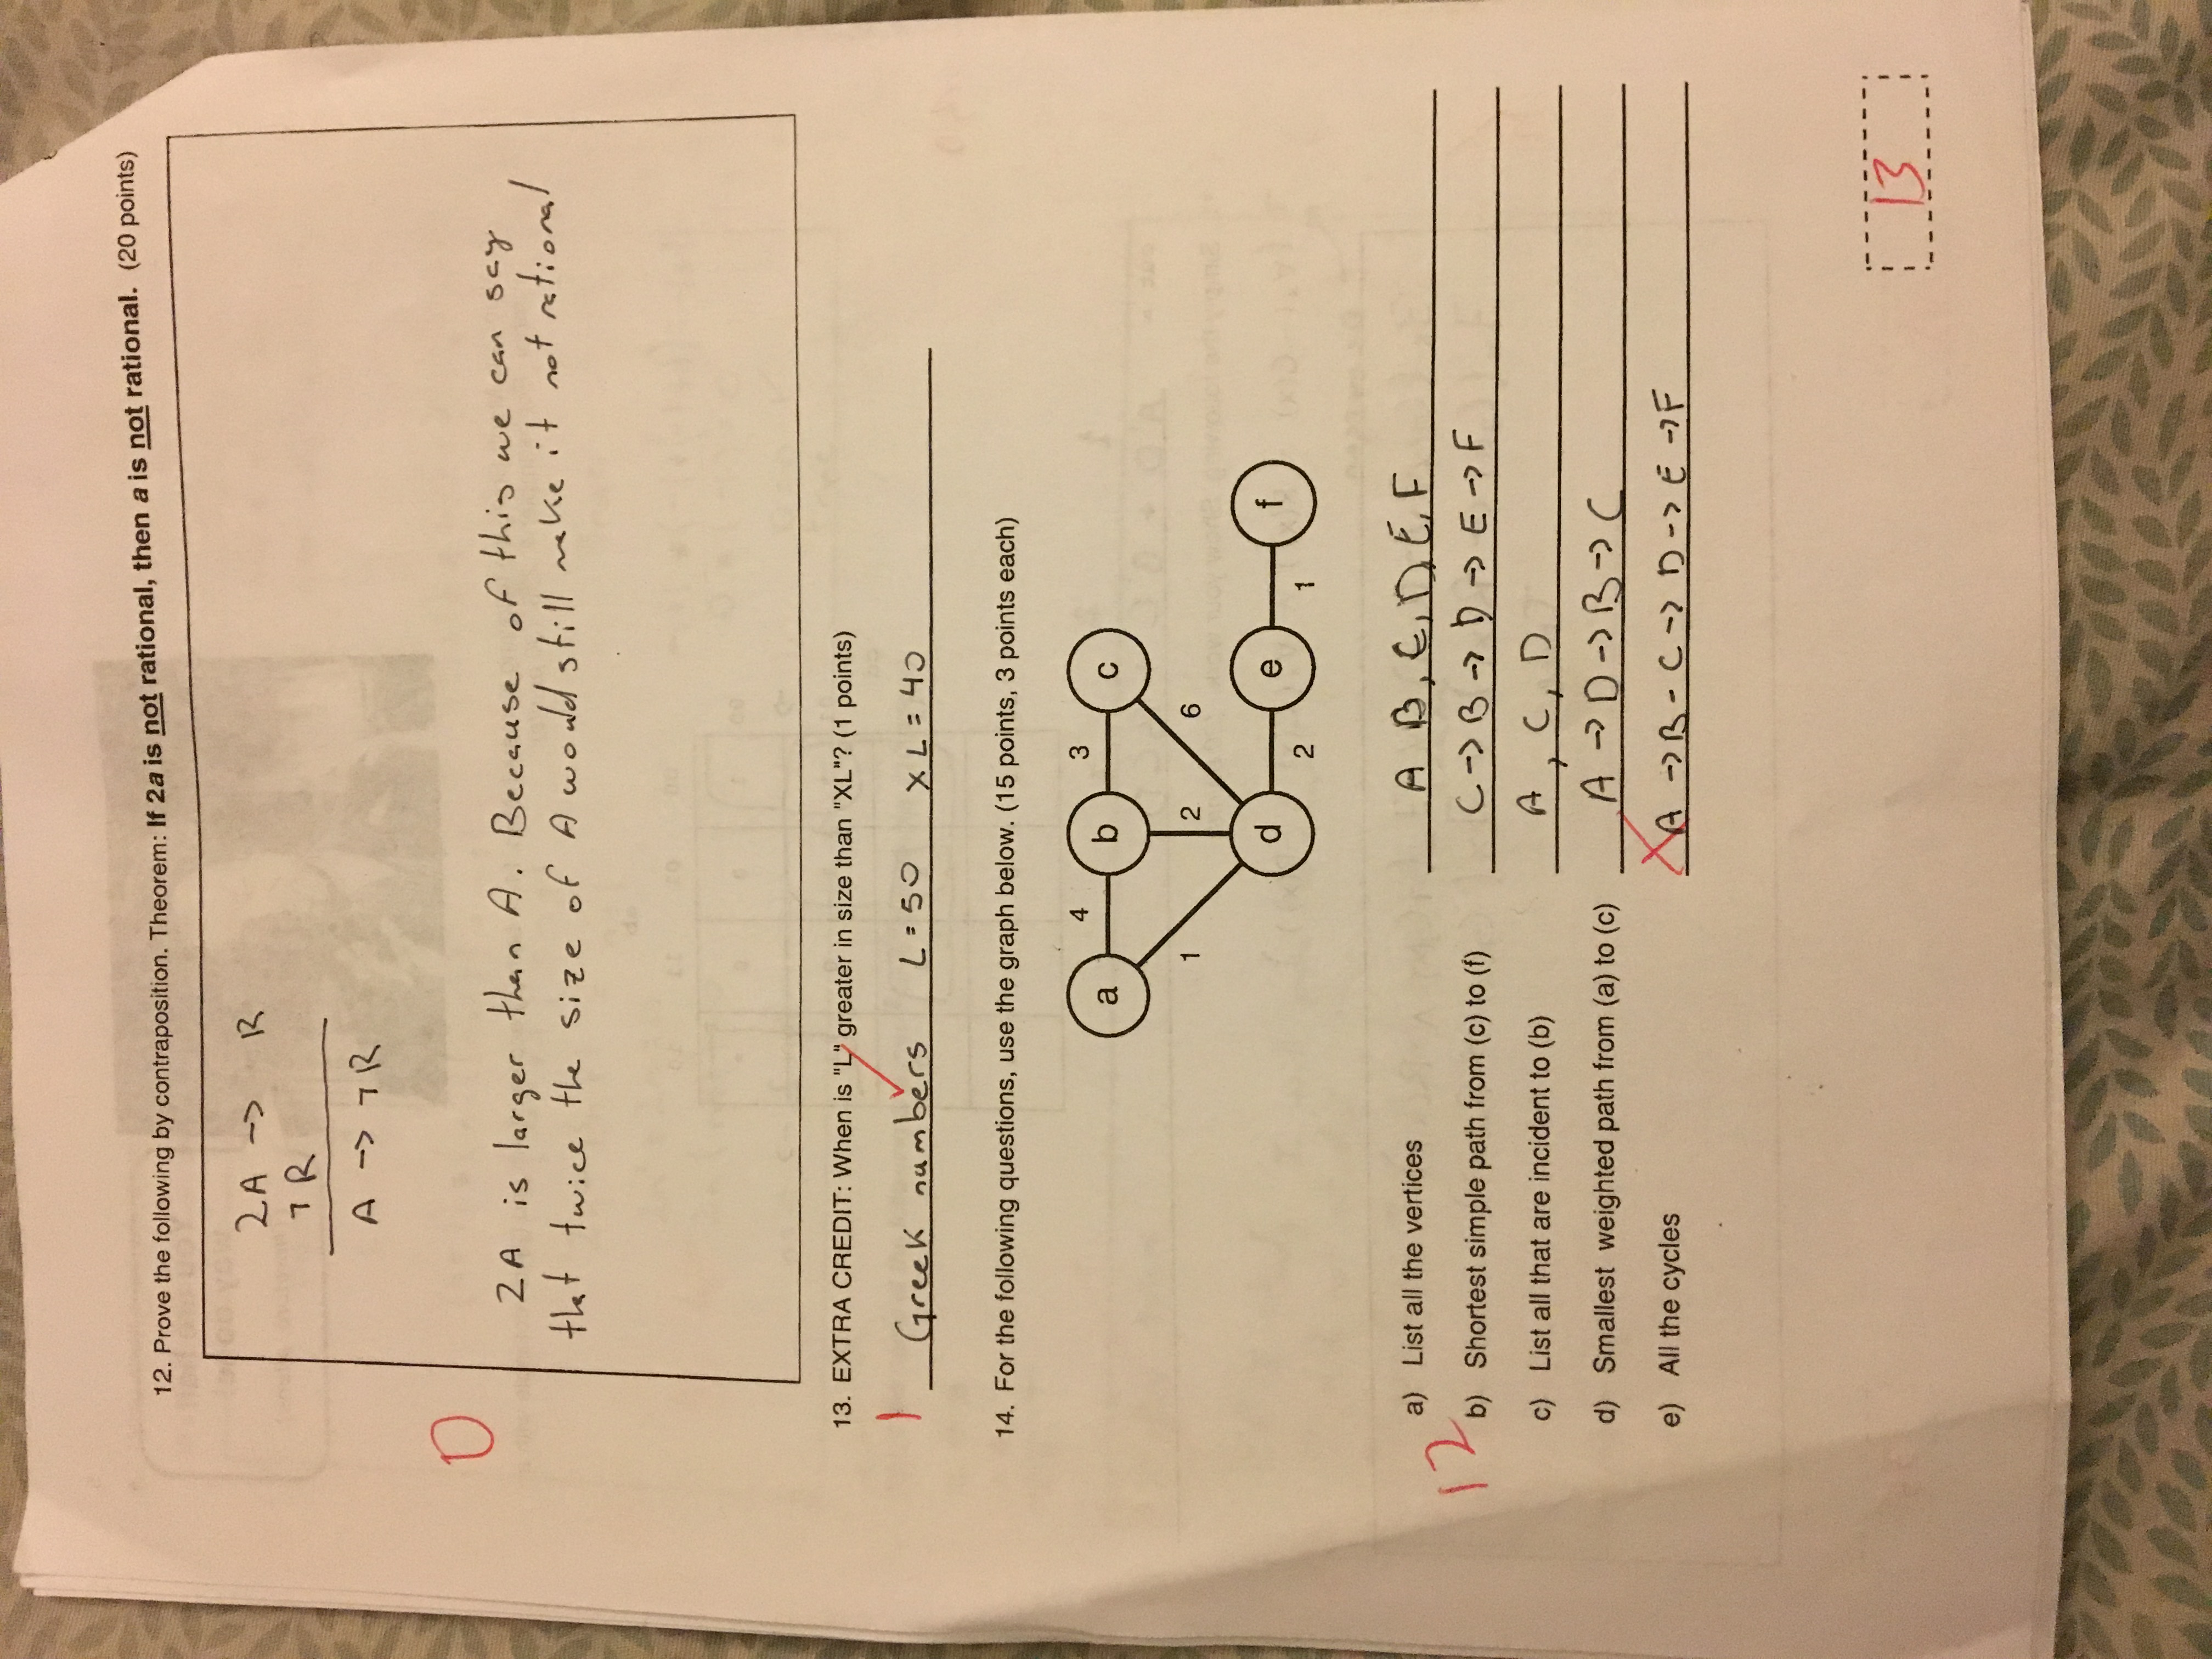 12. Prove the following by contraposition. Theorem: If 2a is not rational, then a is not rational. (20 points)
2A -> R
¬R
A -> ¬R
0
2A is larger than A. Because of this we can say
that twice the size of A would still make it not rational
13. EXTRA CREDIT: When is "L" greater in size than "XL"? (1 points)
1 Greek numbers L = 50 XL = 40
14. For the following questions, use the graph below. (15 points, 3 points each)
a 4 b 3 c
1 2 6
d e f
2 1
a) List all the vertices A B, C, D, E, F
12
b) Shortest simple path from (c) to (f) C -> B -> D -> E -> F
c) List all that are incident to (b) A, C, D
d) Smallest weighted path from (a) to (c) A -> D -> B -> C
e) All the cycles A -> B - C -> D -> E -> F
13